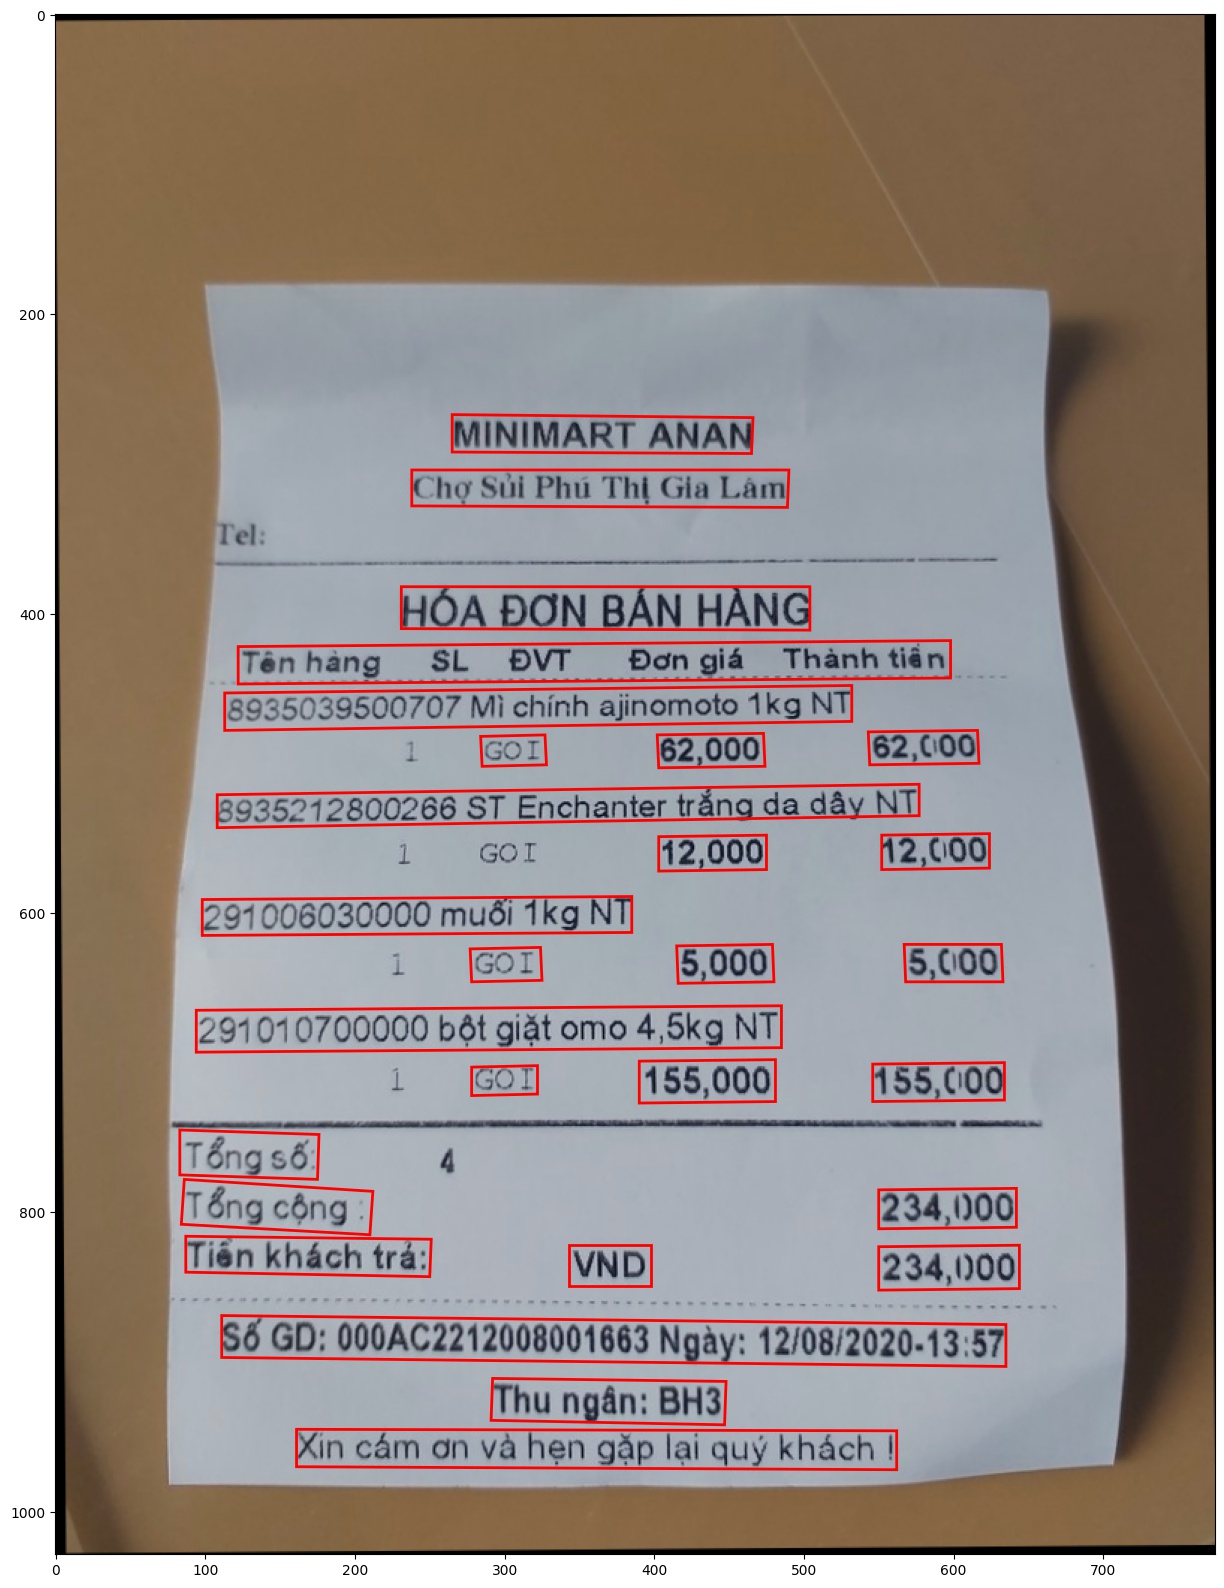 MINIMART ANAN
Chợ Sủi Phú Thị Gia Lâm
Tel:
HÓA ĐƠN BÁN HÀNG
Tên hàng SL ĐVT Đơn giá Thành tiền
8935039500707 Mì chính ajinomoto 1kg NT
1 GOI 62,000 62,000
8935212800266 ST Enchanter trắng da dây NT
1 GOI 12,000 12,000
291006030000 muối 1kg NT
1 GOI 5,000 5,000
291010700000 bột giặt omo 4,5kg NT
1 GOI 155,000 155,000
Tổng số: 4
Tổng cộng : 234,000
Tiền khách trả: VND 234,000
Số GD: 000AC2212008001663 Ngày: 12/08/2020-13:57
Thu ngân: BH3
Xin cám ơn và hẹn gặp lại quý khách !
0
200
400
600
800
1000
0 100 200 300 400 500 600 700